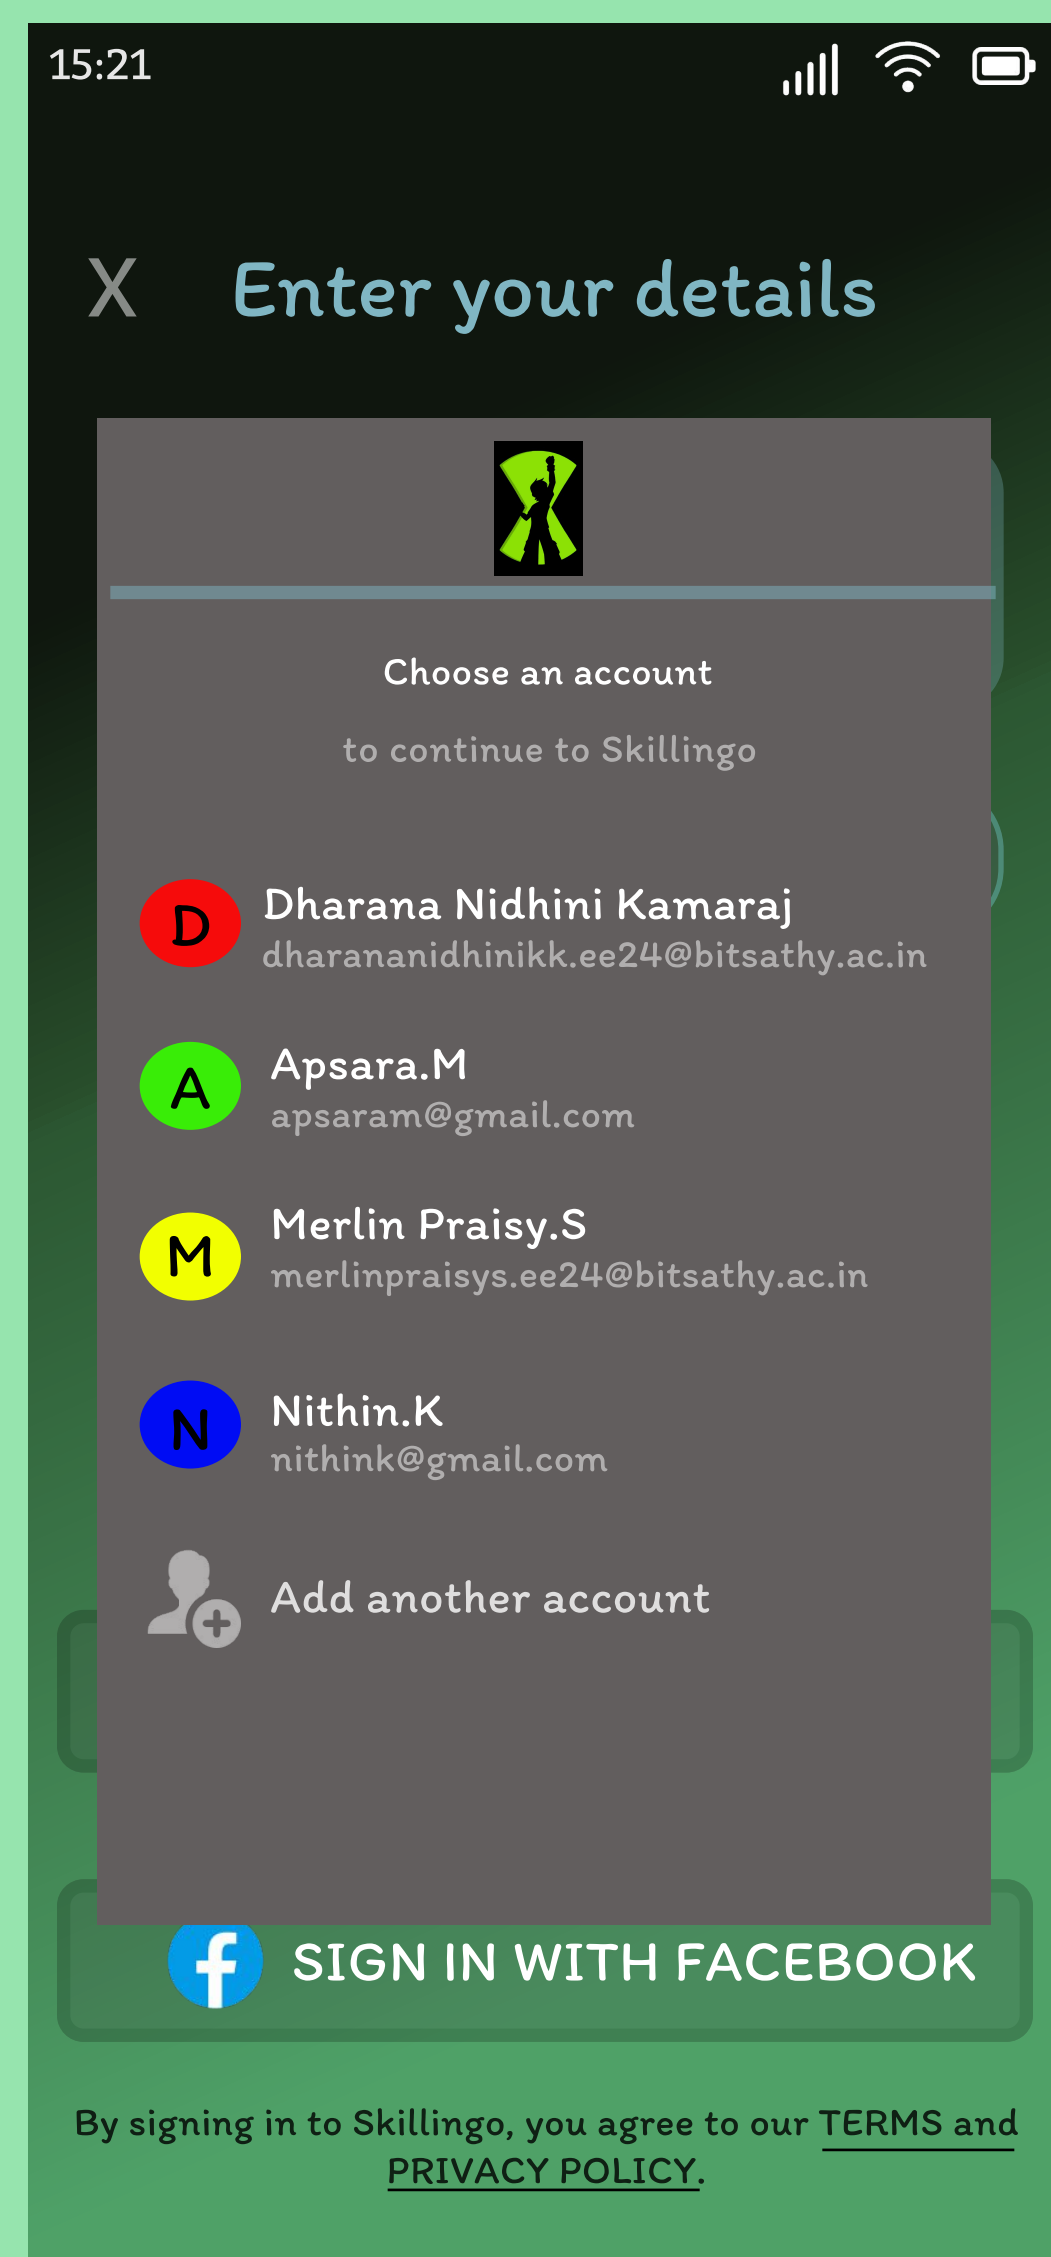 15:21
X Enter your details
Choose an account
to continue to Skillingo
D Dharana Nidhini Kamaraj
dharananidhinikk.ee24@bitsathy.ac.in
A Apsara.M
apsaram@gmail.com
M Merlin Praisy.S
merlinpraisys.ee24@bitsathy.ac.in
N Nithin.K
nithink@gmail.com
Add another account
f SIGN IN WITH FACEBOOK
By signing in to Skillingo, you agree to our TERMS and
PRIVACY POLICY.